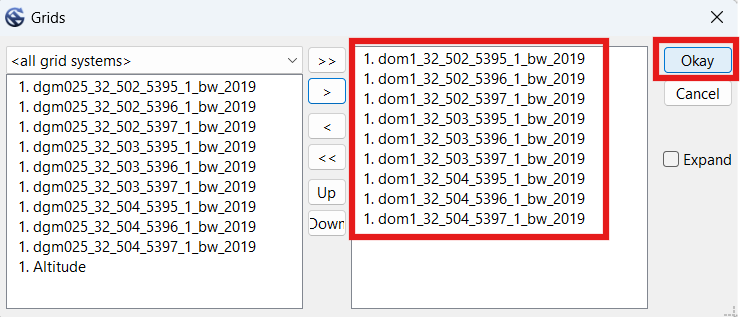 Grids
<all grid systems>
1. dgm025_32_502_5395_1_bw_2019
1. dgm025_32_502_5396_1_bw_2019
1. dgm025_32_502_5397_1_bw_2019
1. dgm025_32_503_5395_1_bw_2019
1. dgm025_32_503_5396_1_bw_2019
1. dgm025_32_503_5397_1_bw_2019
1. dgm025_32_504_5395_1_bw_2019
1. dgm025_32_504_5396_1_bw_2019
1. dgm025_32_504_5397_1_bw_2019
1. Altitude
>>
>
<
<<
Up
Down
1. dom1_32_502_5395_1_bw_2019
1. dom1_32_502_5396_1_bw_2019
1. dom1_32_502_5397_1_bw_2019
1. dom1_32_503_5395_1_bw_2019
1. dom1_32_503_5396_1_bw_2019
1. dom1_32_503_5397_1_bw_2019
1. dom1_32_504_5395_1_bw_2019
1. dom1_32_504_5396_1_bw_2019
1. dom1_32_504_5397_1_bw_2019
Okay
Cancel
Expand